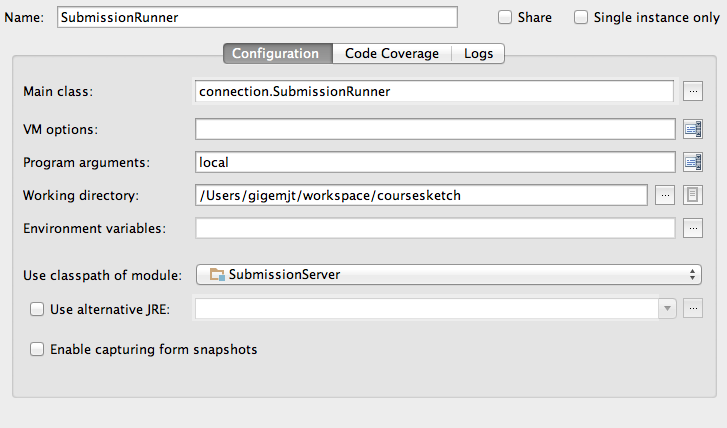 Name: SubmissionRunner Share Single instance only
Configuration Code Coverage Logs
Main class: connection.SubmissionRunner ...
VM options:
Program arguments: local
Working directory: /Users/gigemjt/workspace/coursesketch ...
Environment variables: ...
Use classpath of module: SubmissionServer
Use alternative JRE: ...
Enable capturing form snapshots